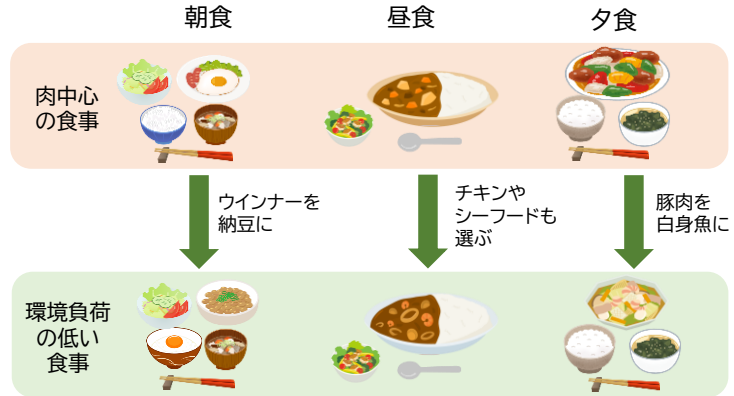 朝食
昼食
夕食
肉中心
の食事
ウインナーを
納豆に
チキンや
シーフードも
選ぶ
豚肉を
白身魚に
環境負荷
の低い
食事